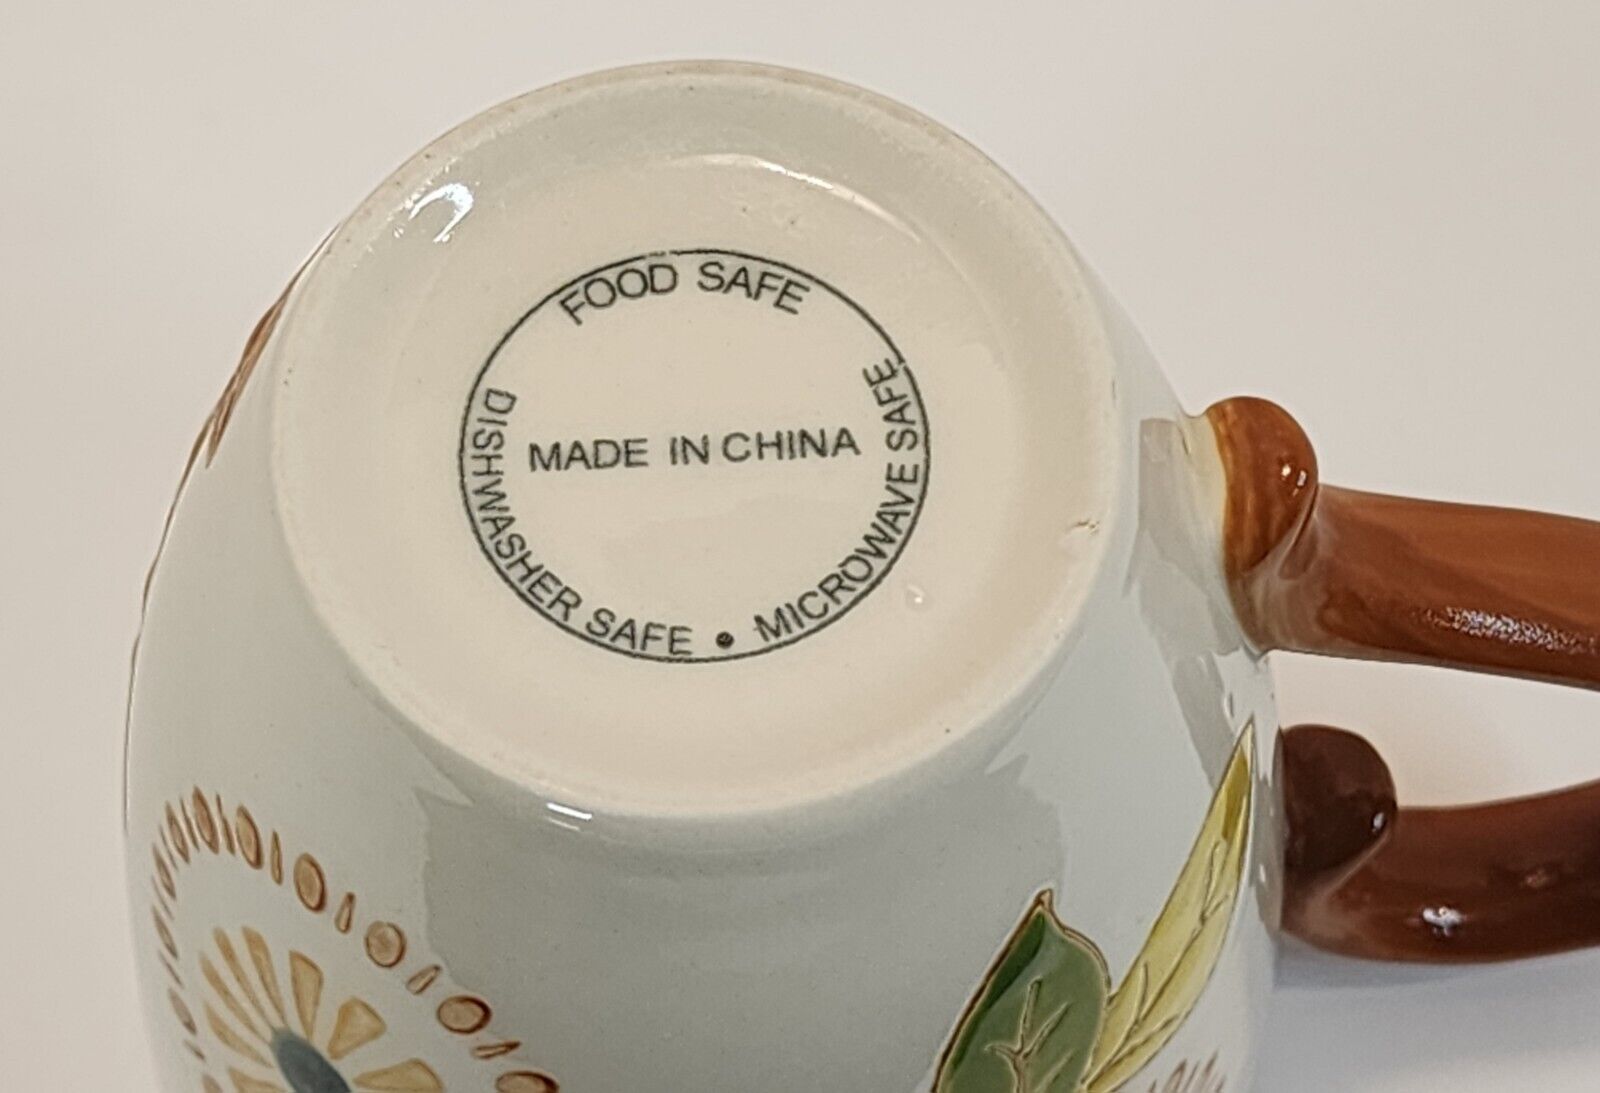 FOOD SAFE
MADE IN CHINA
DISHWASHER SAFE • MICROWAVE SAFE